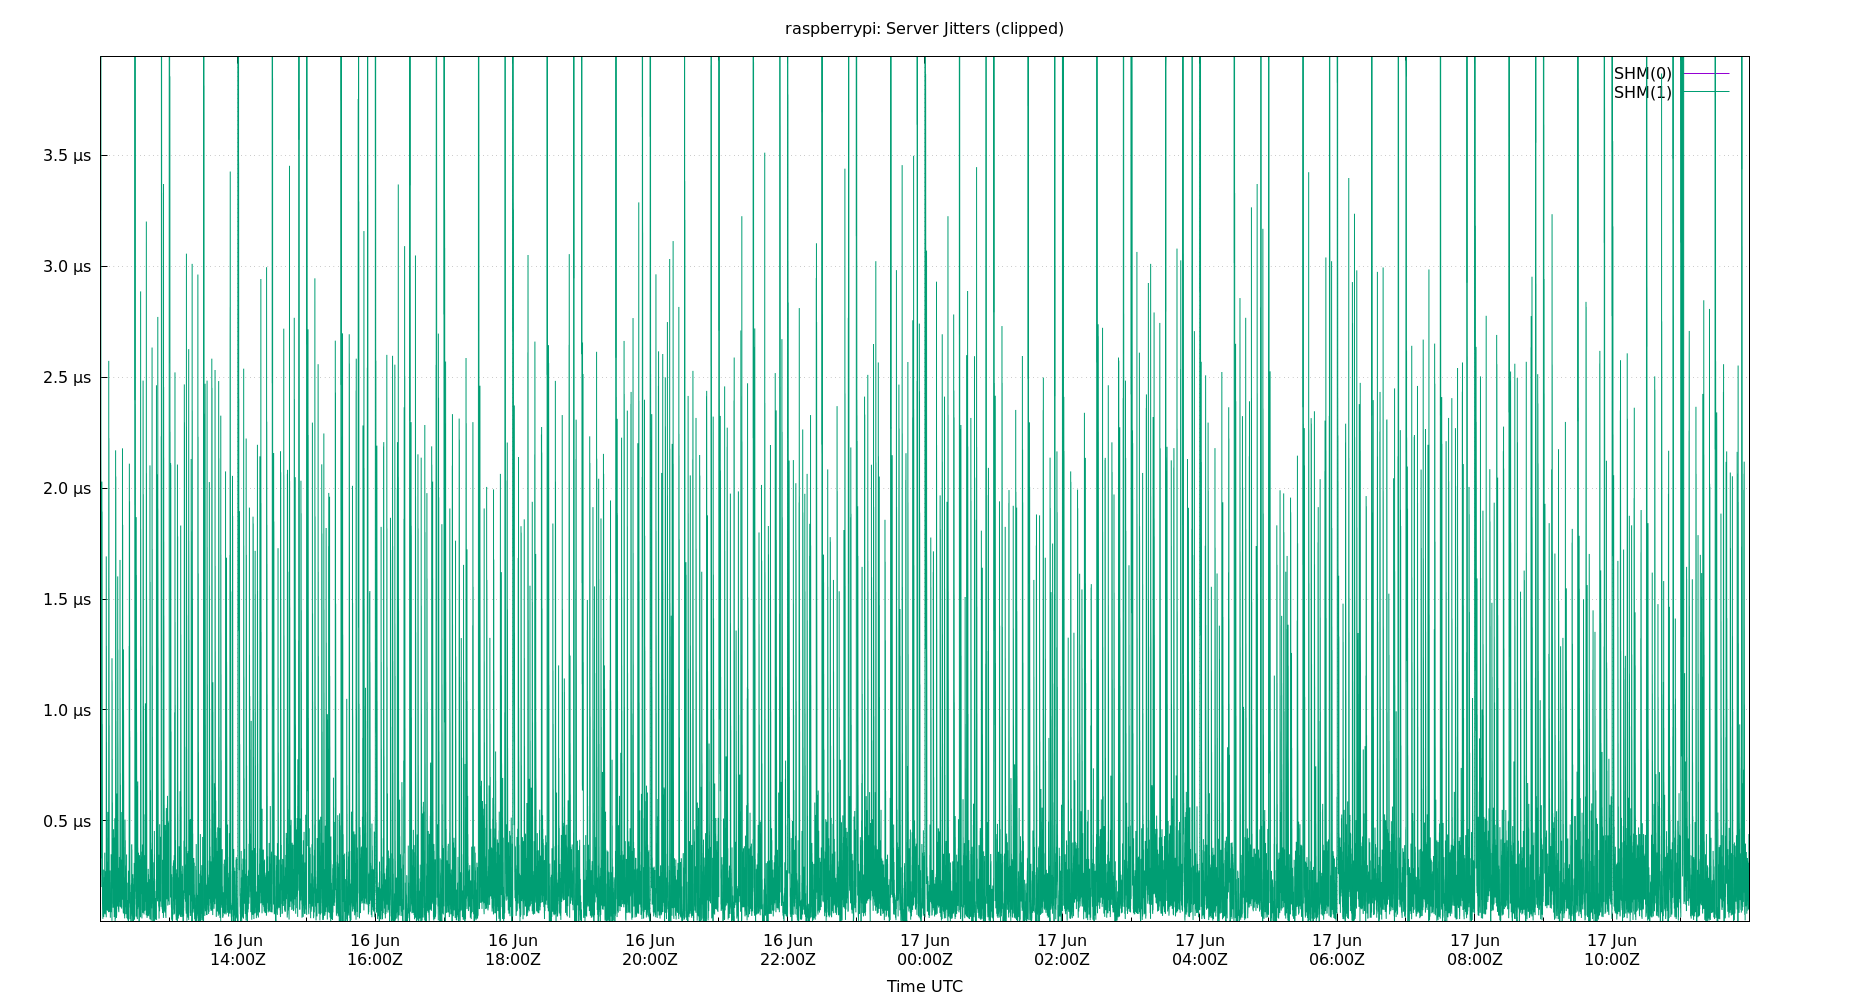 raspberrypi: Server Jitters (clipped)
SHM(0)
SHM(1)
3.5 μs
3.0 μs
2.5 μs
2.0 μs
1.5 μs
1.0 μs
0.5 μs
16 Jun 16 Jun 16 Jun 16 Jun 16 Jun 17 Jun 17 Jun 17 Jun 17 Jun 17 Jun 17 Jun
14:00Z 16:00Z 18:00Z 20:00Z 22:00Z 00:00Z 02:00Z 04:00Z 06:00Z 08:00Z 10:00Z
Time UTC